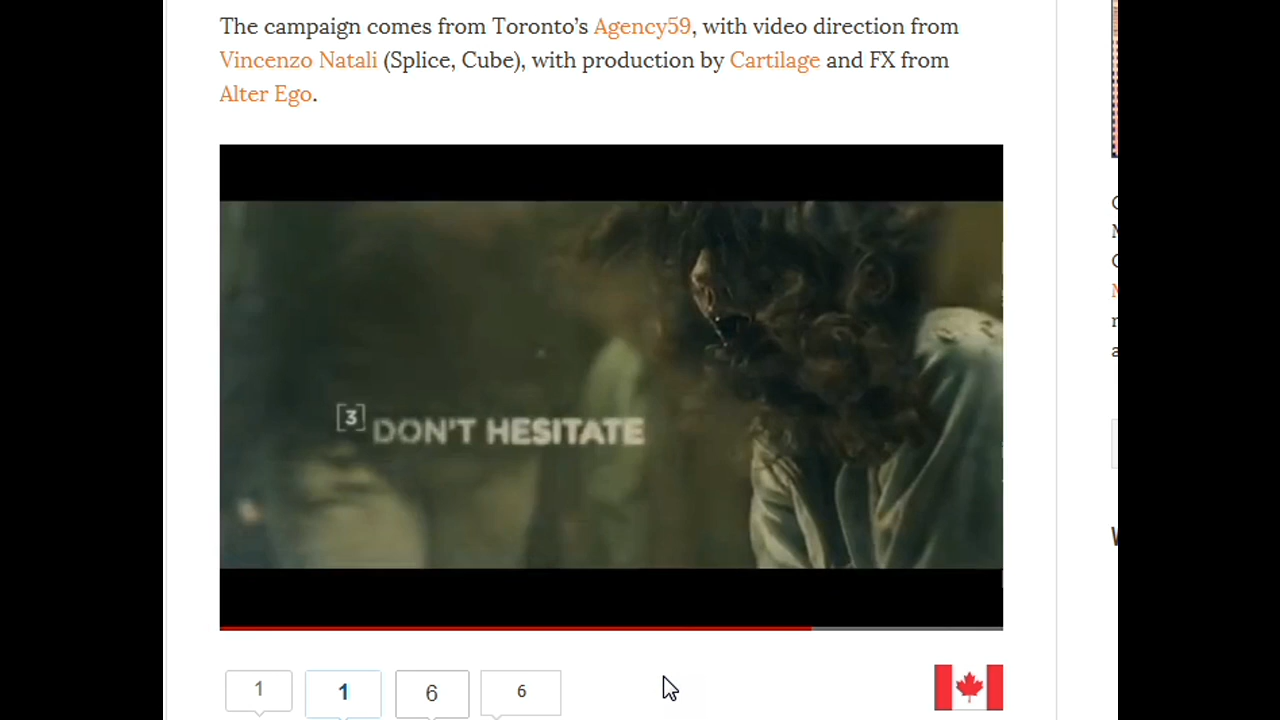 The campaign comes from Toronto's Agency59, with video direction from
Vincenzo Natali (Splice, Cube), with production by Cartilage and FX from
Alter Ego.
[3] DON'T HESITATE
1
1
6
6